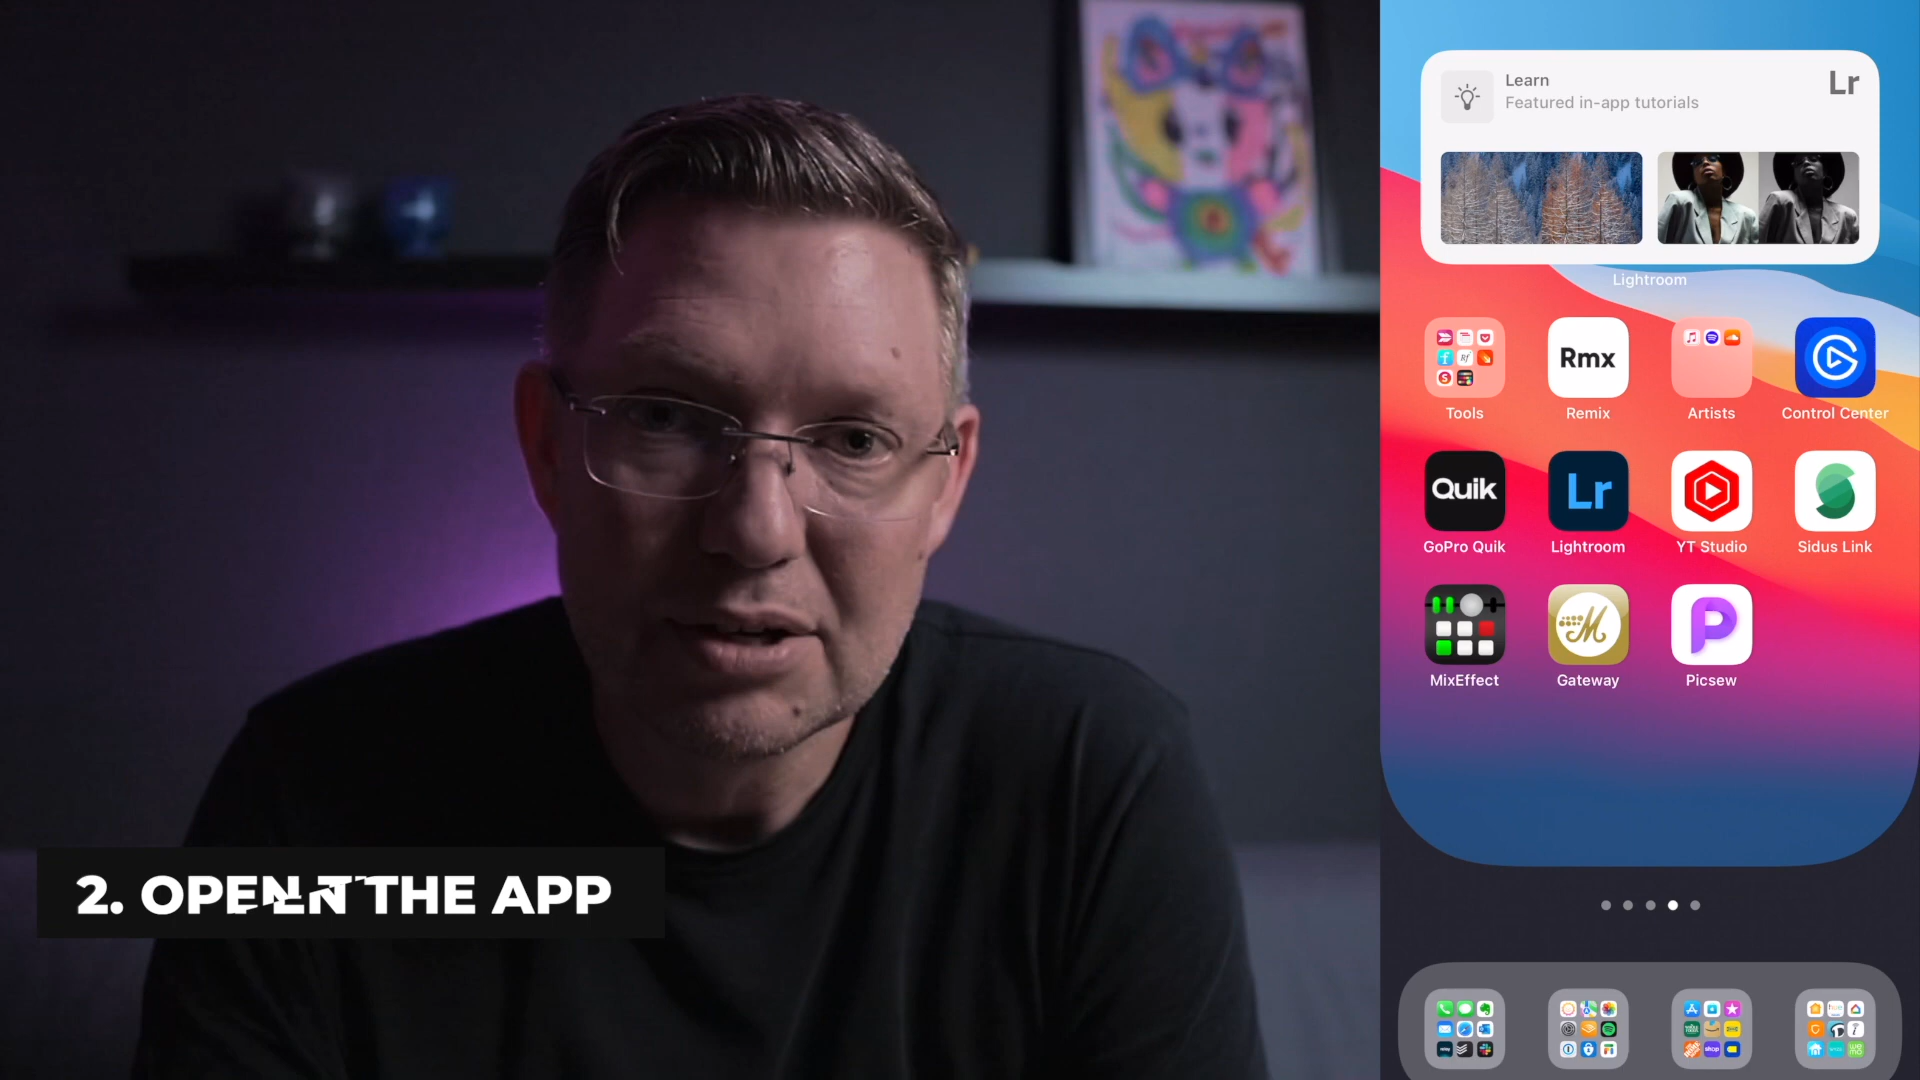 Learn
Featured in-app tutorials
Lr
Lightroom
Rmx
Tools
Remix
Artists
Control Center
Quik
Lr
GoPro Quik
Lightroom
YT Studio
Sidus Link
M
P
MixEffect
Gateway
Picsew
2. OPEN THE APP